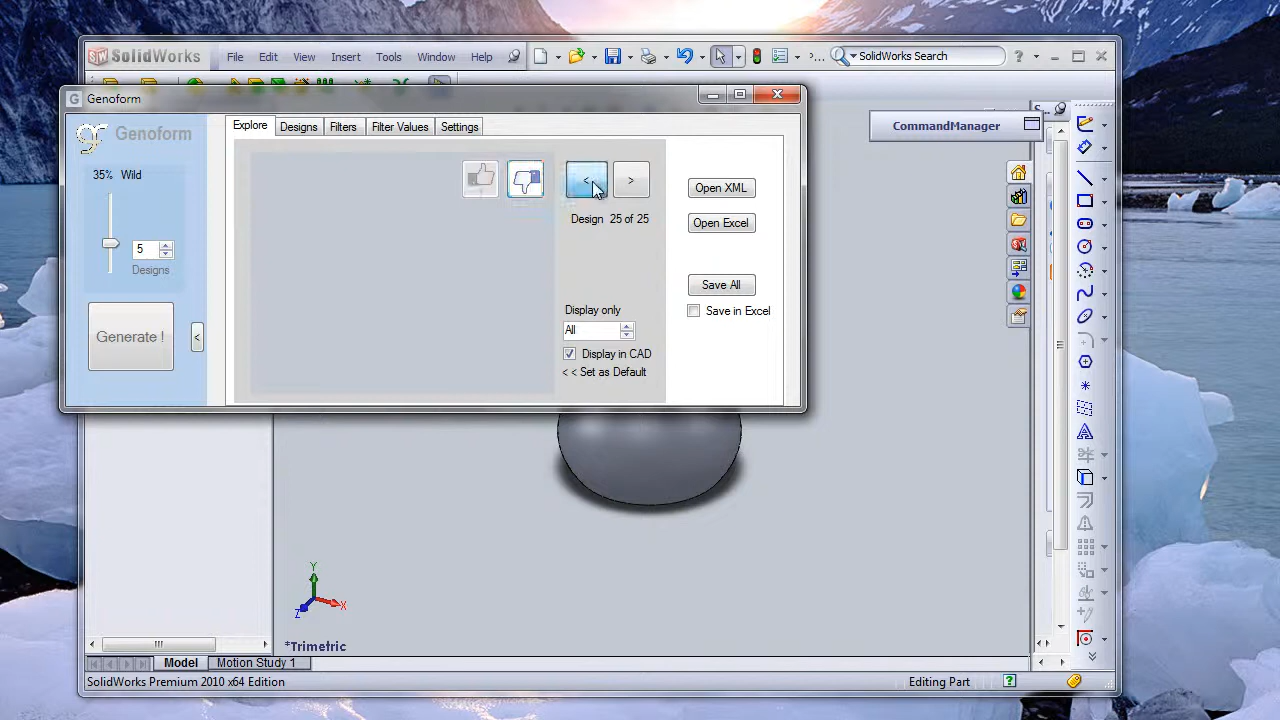 SolidWorks File Edit View Insert Tools Window Help SolidWorks Search
G Genoform
CommandManager
S...
gf Genoform
Explore Designs Filters Filter Values Settings
35% Wild
5
Designs
Generate !
<
< >
Design 25 of 25
Display only
All
Display in CAD
<< Set as Default
Open XML
Open Excel
Save All
Save in Excel
Y
X
Z
*Trimetric
Model Motion Study 1
SolidWorks Premium 2010 x64 Edition Editing Part